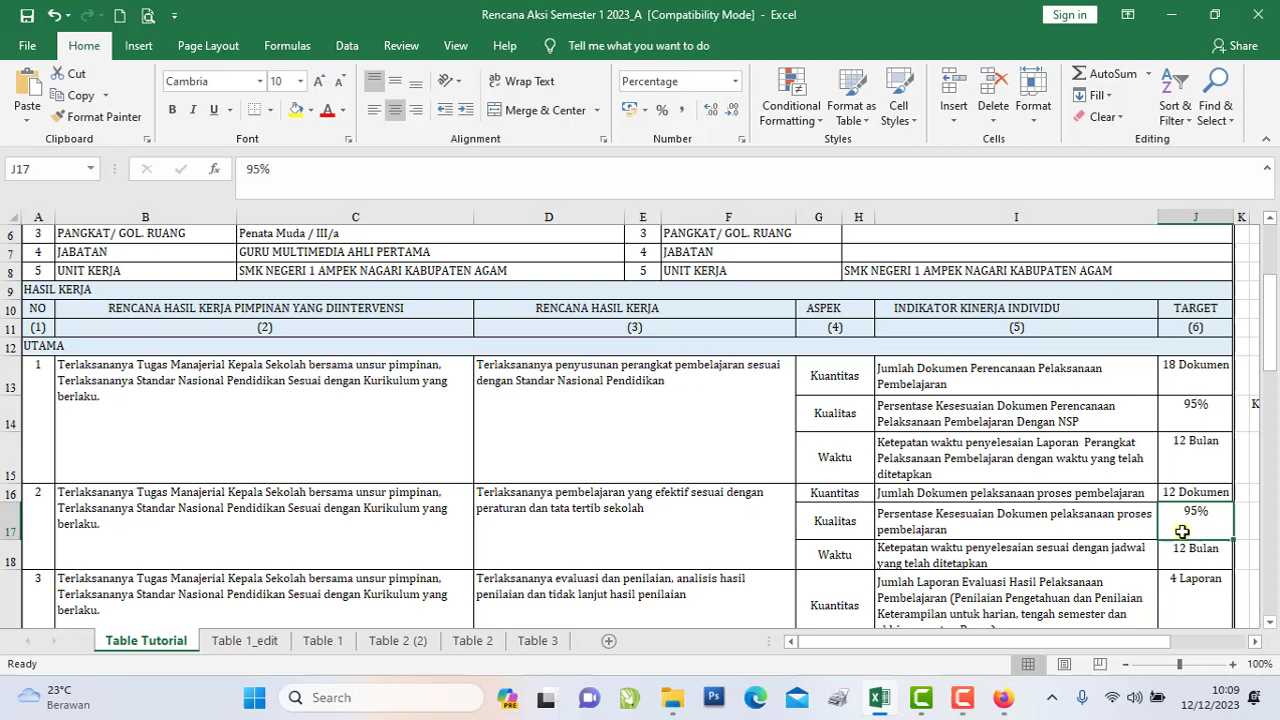 Rencana Aksi Semester 1 2023_A  [Compatibility Mode]  -  Excel
Sign in
File Home Insert Page Layout Formulas Data Review View Help Tell me what you want to do Share
Paste
Cut
Copy
Format Painter
Clipboard
Cambria 10
B I U
Font
Wrap Text
Merge & Center
Alignment
Percentage
Number
Conditional Formatting
Format as Table
Cell Styles
Styles
Insert
Delete
Format
Cells
AutoSum
Fill
Clear
Sort & Filter
Find & Select
Editing
J17
fx
95%
A B C D E F G H I J K
6 3 PANGKAT/ GOL. RUANG Penata Muda / III/a 3 PANGKAT/ GOL. RUANG
7 4 JABATAN GURU MULTIMEDIA AHLI PERTAMA 4 JABATAN
8 5 UNIT KERJA SMK NEGERI 1 AMPEK NAGARI KABUPATEN AGAM 5 UNIT KERJA SMK NEGERI 1 AMPEK NAGARI KABUPATEN AGAM
9 HASIL KERJA
10 NO RENCANA HASIL KERJA PIMPINAN YANG DIINTERVENSI RENCANA HASIL KERJA ASPEK INDIKATOR KINERJA INDIVIDU TARGET
11 (1) (2) (3) (4) (5) (6)
12 UTAMA
13
1
Terlaksananya Tugas Manajerial Kepala Sekolah bersama unsur pimpinan,
Terlaksananya Standar Nasional Pendidikan Sesuai dengan Kurikulum yang
berlaku.
Terlaksananya penyusunan perangkat pembelajaran sesuai
dengan Standar Nasional Pendidikan
Kuantitas
Jumlah Dokumen Perencanaan Pelaksanaan
Pembelajaran
18 Dokumen
14
Kualitas
Persentase Kesesuaian Dokumen Perencanaan
Pelaksanaan Pembelajaran Dengan NSP
95%
K
15
Waktu
Ketepatan waktu penyelesaian Laporan  Perangkat
Pelaksanaan Pembelajaran dengan waktu yang telah
ditetapkan
12 Bulan
16
2
Terlaksananya Tugas Manajerial Kepala Sekolah bersama unsur pimpinan,
Terlaksananya Standar Nasional Pendidikan Sesuai dengan Kurikulum yang
berlaku.
Terlaksananya pembelajaran yang efektif sesuai dengan
peraturan dan tata tertib sekolah
Kuantitas
Jumlah Dokumen pelaksanaan proses pembelajaran
12 Dokumen
17
Kualitas
Persentase Kesesuaian Dokumen pelaksanaan proses
pembelajaran
95%
18
Waktu
Ketepatan waktu penyelesaian sesuai dengan jadwal
yang telah ditetapkan
12 Bulan
3
Terlaksananya Tugas Manajerial Kepala Sekolah bersama unsur pimpinan,
Terlaksananya Standar Nasional Pendidikan Sesuai dengan Kurikulum yang
berlaku.
Terlaksananya evaluasi dan penilaian, analisis hasil
penilaian dan tidak lanjut hasil penilaian
Kuantitas
Jumlah Laporan Evaluasi Hasil Pelaksanaan
Pembelajaran (Penilaian Pengetahuan dan Penilaian
Keterampilan untuk harian, tengah semester dan
4 Laporan
Table Tutorial Table 1_edit Table 1 Table 2 (2) Table 2 Table 3
Ready
100%
23°C
Berawan
Search
PRE
Ps
10:09
12/12/2023